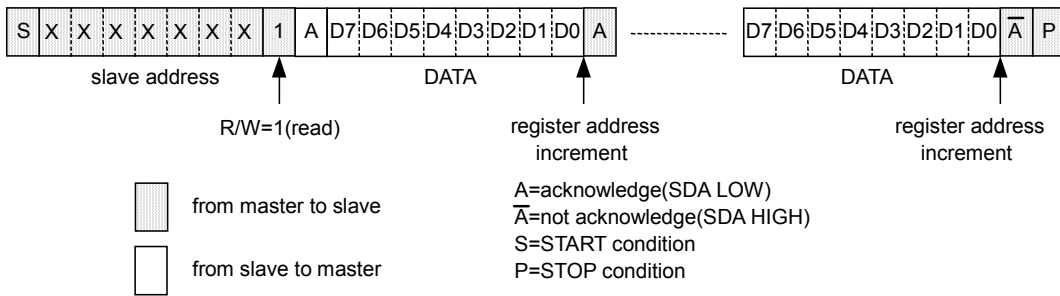 S X X X X X X X 1 A D7 D6 D5 D4 D3 D2 D1 D0 A D7 D6 D5 D4 D3 D2 D1 D0 A̅ P
slave address DATA DATA
R/W=1(read) register address increment register address increment
from master to slave
from slave to master
A=acknowledge(SDA LOW)
A̅=not acknowledge(SDA HIGH)
S=START condition
P=STOP condition